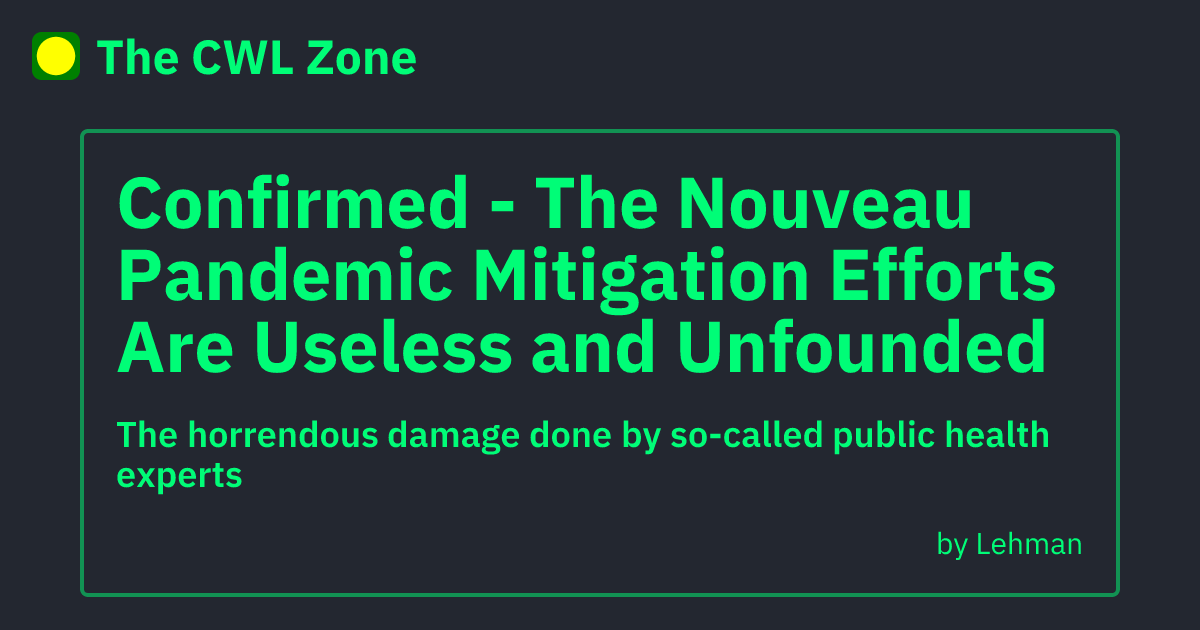 The CWL Zone
Confirmed - The Nouveau
Pandemic Mitigation Efforts
Are Useless and Unfounded
The horrendous damage done by so-called public health
experts
by Lehman